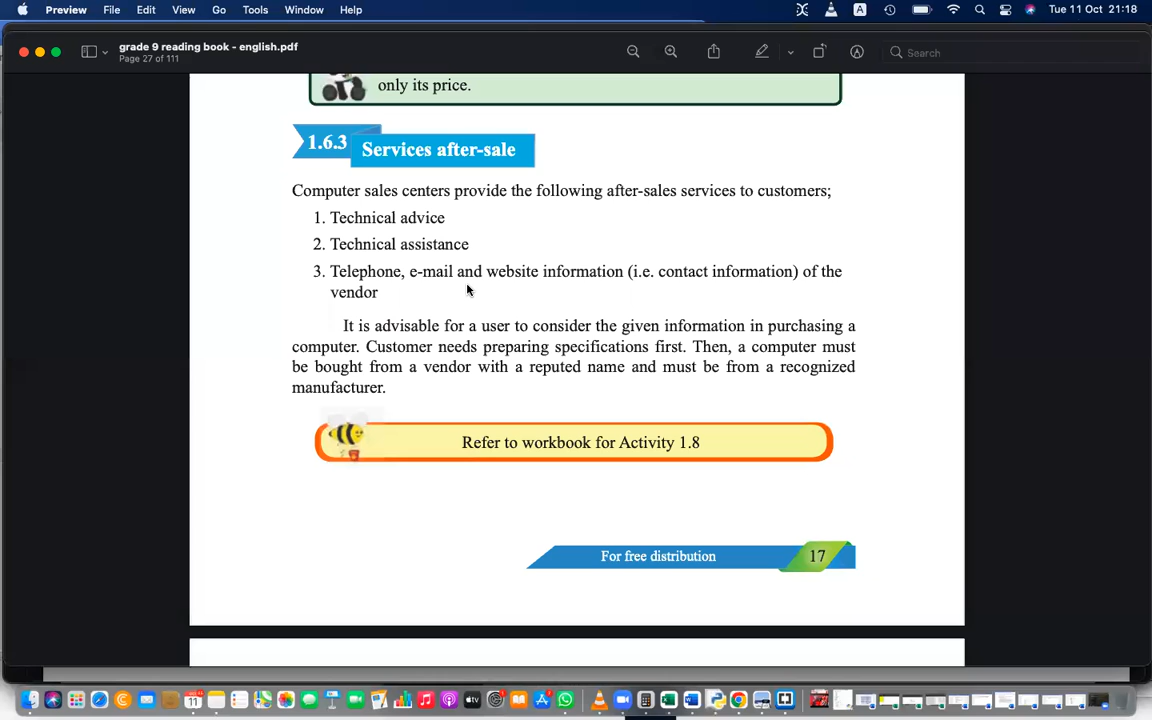 Preview File Edit View Go Tools Window Help
Tue 11 Oct 21:18
grade 9 reading book - english.pdf
Page 27 of 111
Search
only its price.
1.6.3 Services after-sale
Computer sales centers provide the following after-sales services to customers;
1. Technical advice
2. Technical assistance
3. Telephone, e-mail and website information (i.e. contact information) of the
vendor
It is advisable for a user to consider the given information in purchasing a
computer. Customer needs preparing specifications first. Then, a computer must
be bought from a vendor with a reputed name and must be from a recognized
manufacturer.
Refer to workbook for Activity 1.8
For free distribution 17